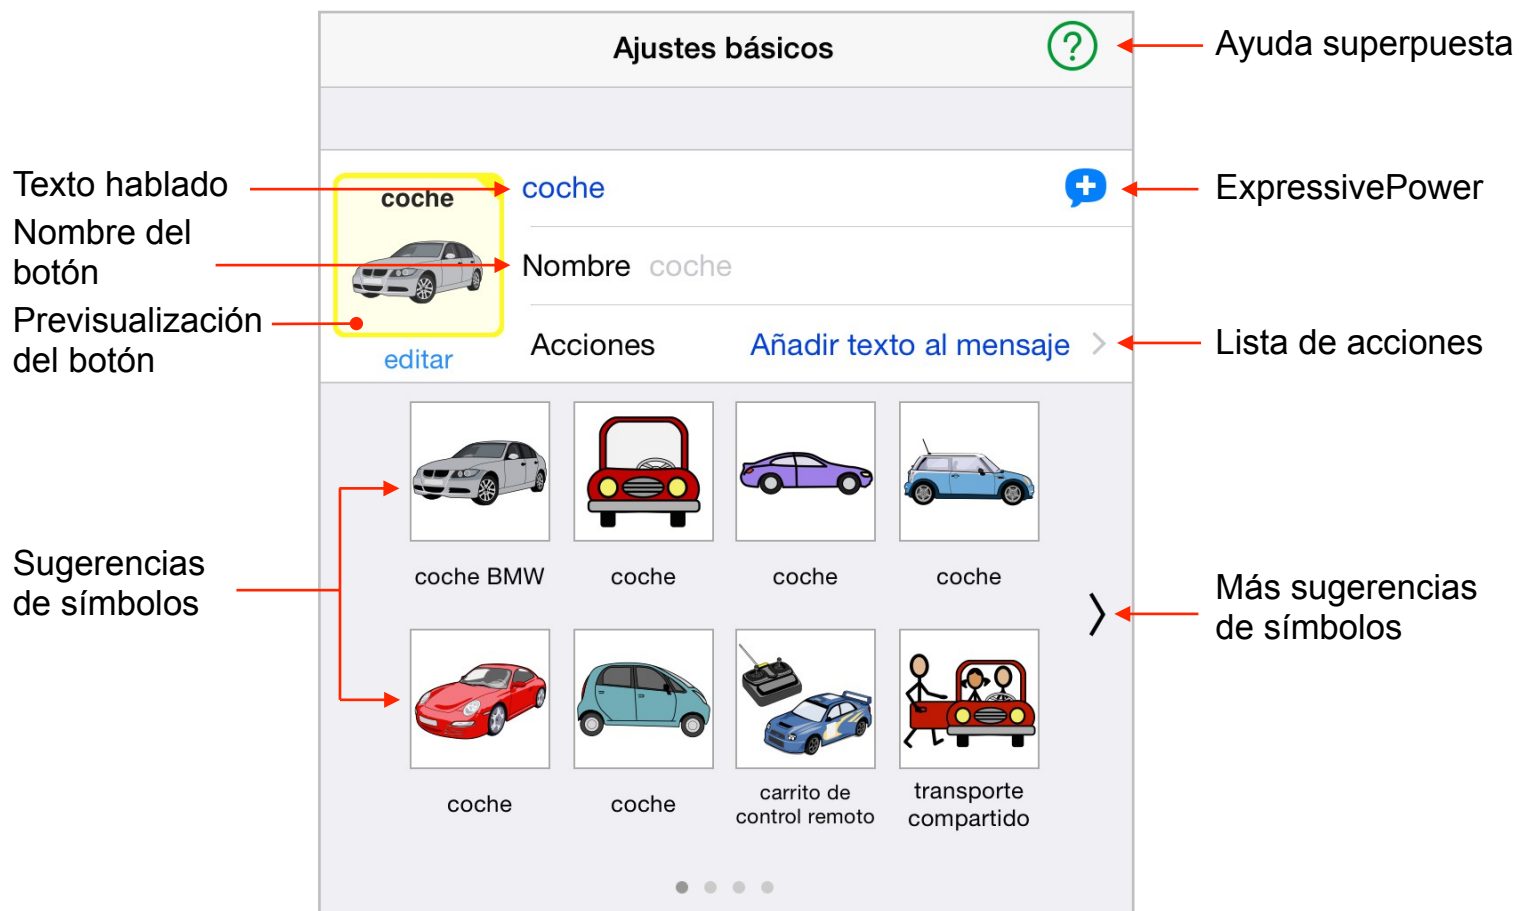 Ajustes básicos
?
Ayuda superpuesta
Texto hablado
coche
coche
ExpressivePower
Nombre del
botón
Nombre coche
Previsualización
del botón
editar
Acciones Añadir texto al mensaje
Lista de acciones
Sugerencias
de símbolos
coche BMW
coche
coche
coche
Más sugerencias
de símbolos
coche
coche
carrito de
control remoto
transporte
compartido